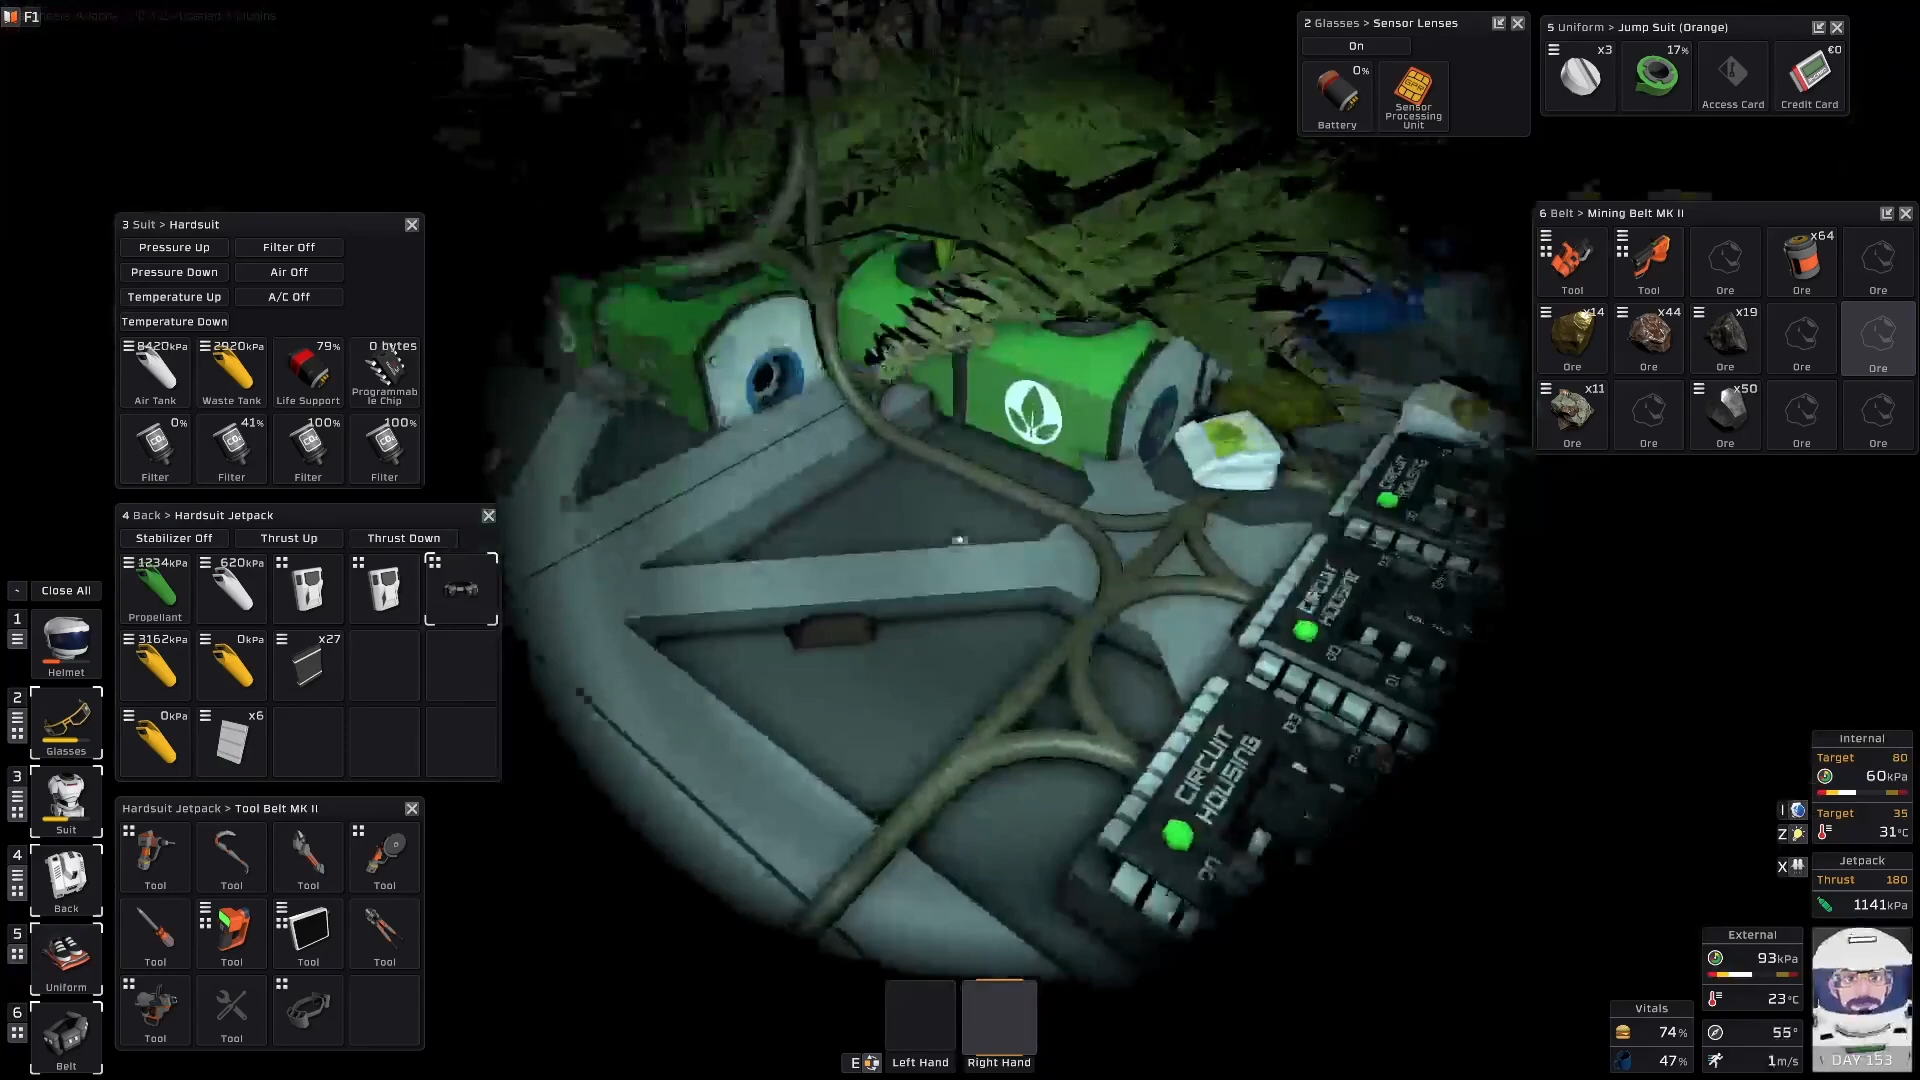 F1
2 Glasses > Sensor Lenses
On
0%
Battery
Sensor Processing Unit
5 Uniform > Jump Suit (Orange)
x3
17%
€0
Access Card
Credit Card
3 Suit > Hardsuit
Pressure Up
Filter Off
Pressure Down
Air Off
Temperature Up
A/C Off
Temperature Down
8420kPa
2920kPa
79%
0 bytes
Air Tank
Waste Tank
Life Support
Programmable Chip
0%
41%
100%
100%
Filter
Filter
Filter
Filter
6 Belt > Mining Belt MK II
x64
Tool
Tool
Ore
Ore
Ore
x14
x44
x19
Ore
Ore
Ore
Ore
Ore
x11
x50
Ore
Ore
Ore
Ore
Ore
4 Back > Hardsuit Jetpack
Stabilizer Off
Thrust Up
Thrust Down
1234kPa
620kPa
Propellant
3162kPa
0kPa
x27
0kPa
x6
Hardsuit Jetpack > Tool Belt MK II
Tool
Tool
Tool
Tool
Tool
Tool
Tool
Tool
Tool
Tool
Tool
~
Close All
1
Helmet
2
Glasses
3
Suit
4
Back
5
Uniform
6
Belt
CIRCUIT HOUSING
CIRCUIT HOUSING
CIRCUIT HOUSING
E
Left Hand
Right Hand
Internal
Target 80
60kPa
Target 35
31°C
I
Z
X
Jetpack
Thrust 180
1141kPa
External
93kPa
23°C
Vitals
74%
47%
55°
1m/s
DAY 153